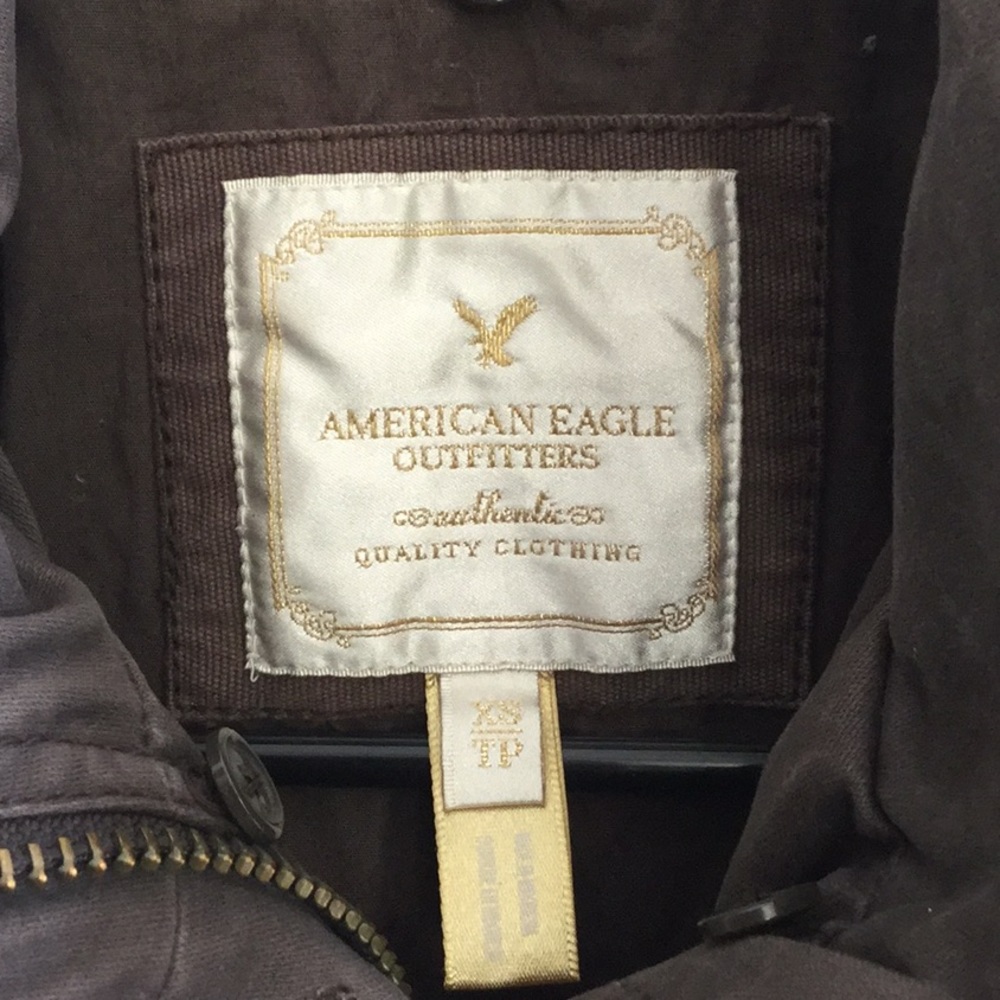 AMERICAN EAGLE
OUTFITTERS
authentic
QUALITY CLOTHING
XS
TP